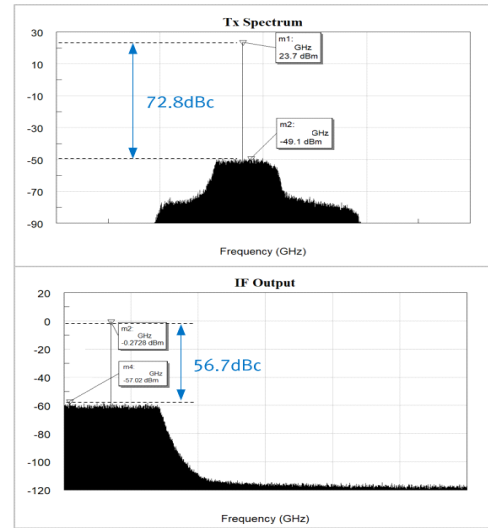 Tx Spectrum
30
10
-10
-30
-50
-70
-90
m1:
GHz
23.7 dBm
72.8dBc
m2:
GHz
-49.1 dBm
Frequency (GHz)
IF Output
20
0
-20
-40
-60
-80
-100
-120
m2:
GHz
-0.2728 dBm
m4:
GHz
-57.02 dBm
56.7dBc
Frequency (GHz)